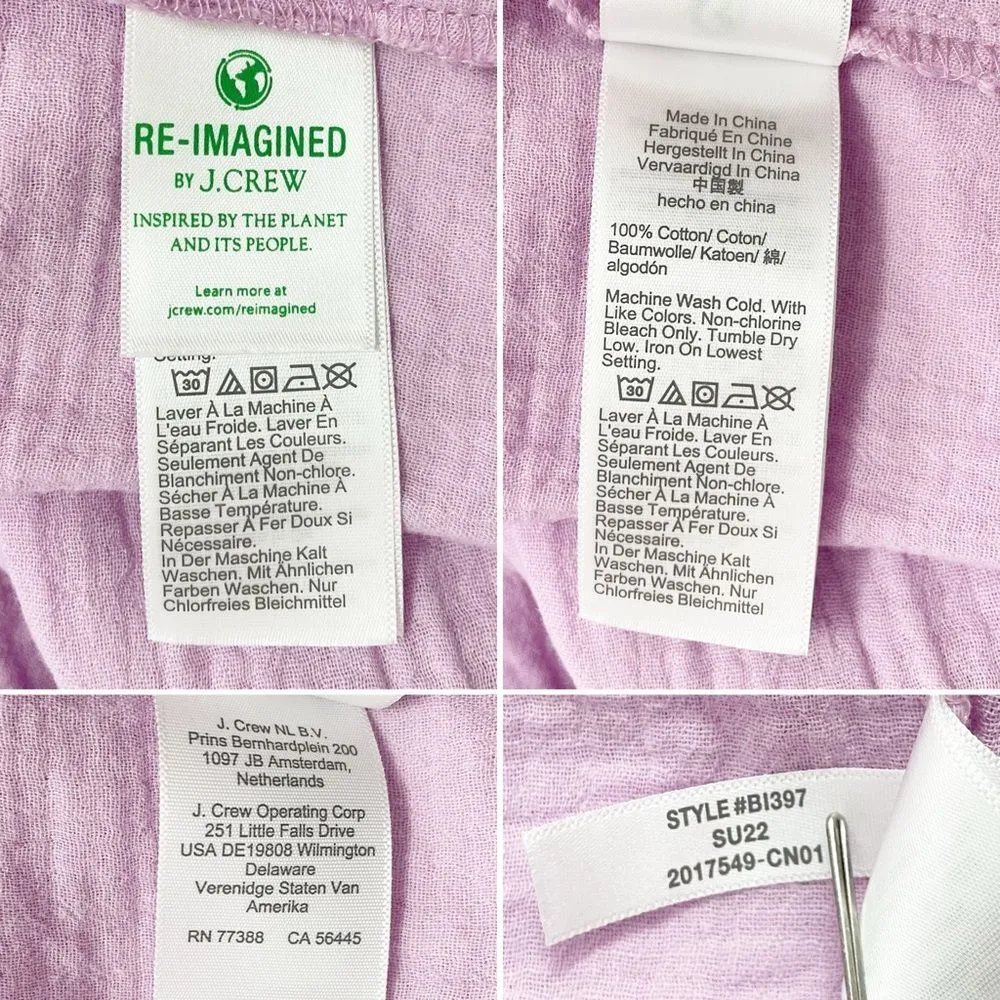 RE-IMAGINED
BY J.CREW
INSPIRED BY THE PLANET
AND ITS PEOPLE.
Learn more at
jcrew.com/reimagined
Setting.
30
Laver À La Machine À
L'eau Froide. Laver En
Séparant Les Couleurs.
Seulement Agent De
Blanchiment Non-chlore.
Sécher À La Machine À
Basse Température.
Repasser À Fer Doux Si
Nécessaire.
In Der Maschine Kalt
Waschen. Mit Ähnlichen
Farben Waschen. Nur
Chlorfreies Bleichmittel
Made In China
Fabriqué En Chine
Hergestellt In China
Vervaardigd In China
中国製
hecho en china
100% Cotton/ Coton/
Baumwolle/ Katoen/ 綿/
algodón
Machine Wash Cold. With
Like Colors. Non-chlorine
Bleach Only. Tumble Dry
Low. Iron On Lowest
Setting.
30
Laver À La Machine À
L'eau Froide. Laver En
Séparant Les Couleurs.
Seulement Agent De
Blanchiment Non-chlore.
Sécher À La Machine À
Basse Température.
Repasser À Fer Doux Si
Nécessaire.
In Der Maschine Kalt
Waschen. Mit Ähnlichen
Farben Waschen. Nur
Chlorfreies Bleichmittel
J. Crew NL B.V.
Prins Bernhardplein 200
1097 JB Amsterdam,
Netherlands
J. Crew Operating Corp
251 Little Falls Drive
USA DE19808 Wilmington
Delaware
Verenidge Staten Van
Amerika
RN 77388 CA 56445
STYLE #BI397
SU22
2017549-CN01